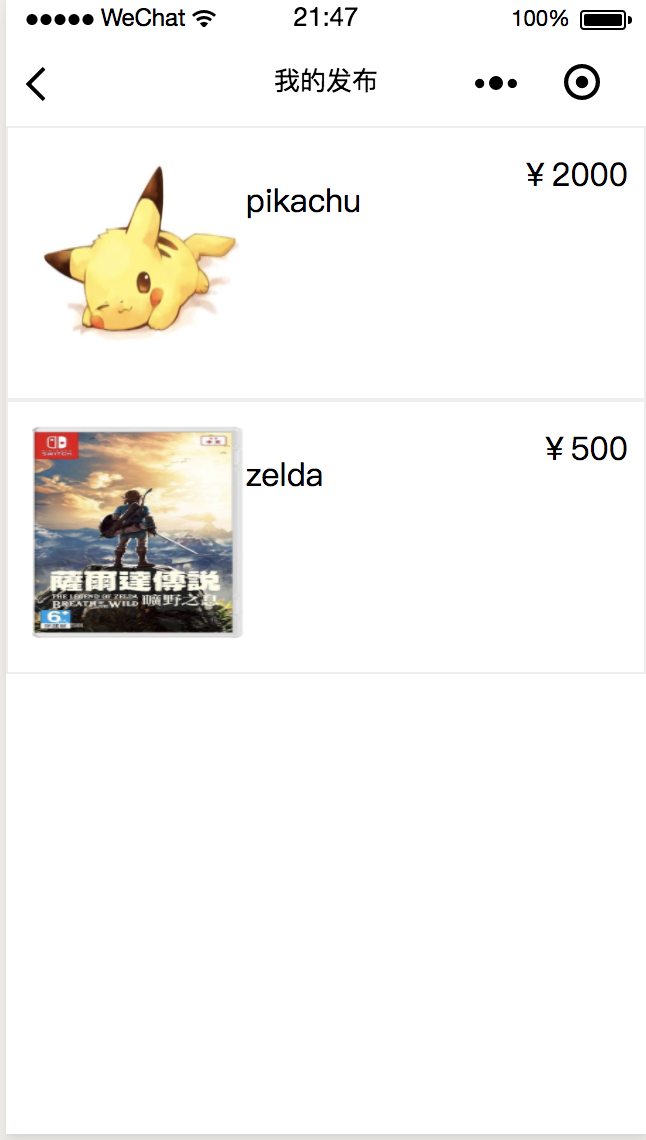 WeChat 21:47 100%
我的发布
pikachu
¥2000
zelda
¥500
SWITCH
薩爾達傳説
THE LEGEND OF ZELDA
BREATH OF THE WILD 曠野之息
6+